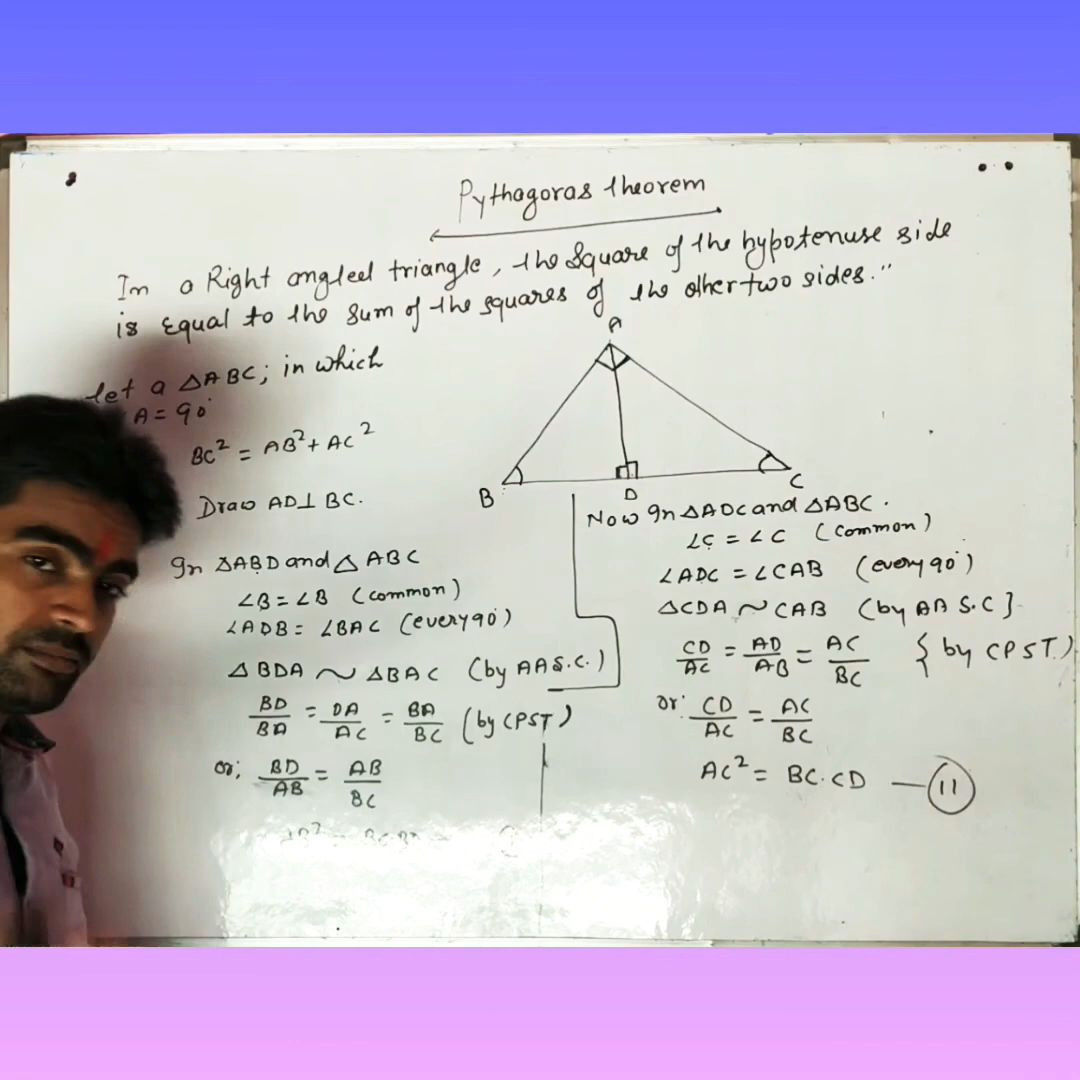 Pythagoras theorem
In a Right angled triangle, the Square of the hypotenuse side
is Equal to the Sum of the squares of the other two sides."
let a △ABC; in which
A = 90°
BC² = AB² + AC²
Draw AD⊥ BC.
In △ABD and △ ABC
∠B = ∠B (common)
∠ADB = ∠BAC (every 90°)
△ BDA ~ △BAC (by AA S.C.)
BD/BA = DA/AC = BA/BC (by CPST)
or; BD/AB = AB/BC
AB² = BC.BD
A
B
D
C
Now In △ADC and △ABC.
∠C = ∠C (common)
∠ADC = ∠CAB (every 90°)
△CDA ~ CAB (by AA S.C]
CD/AC = AD/AB = AC/BC { by CPST.)
or: CD/AC = AC/BC
AC² = BC.CD — 11